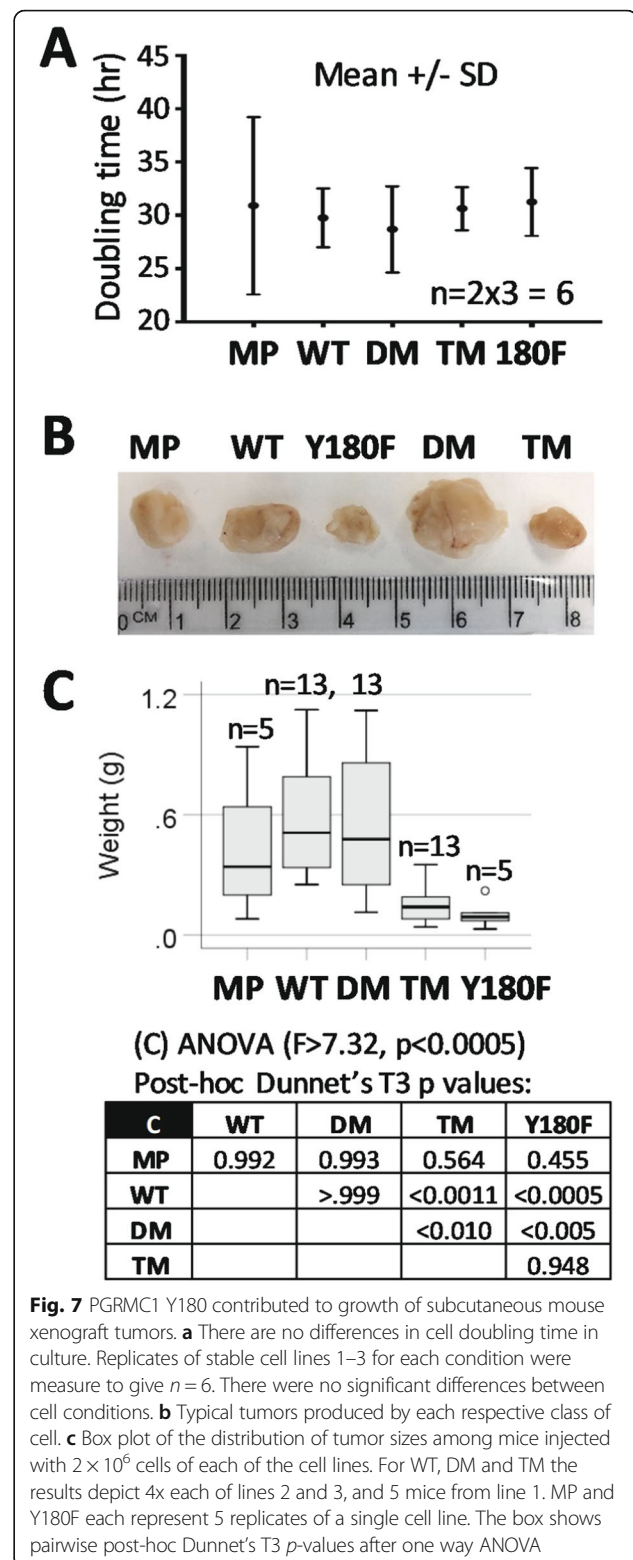 A
Doubling time (hr)
45
40
35
30
25
20
Mean +/- SD
n=2x3 = 6
MP WT DM TM 180F
B
MP WT Y180F DM TM
0 CM 1 2 3 4 5 6 7 8
C
Weight (g)
1.2
.6
.0
n=5
n=13, 13
n=13
n=5
MP WT DM TM Y180F
(C) ANOVA (F>7.32, p<0.0005)
Post-hoc Dunnet's T3 p values:
C WT DM TM Y180F
MP 0.992 0.993 0.564 0.455
WT >.999 <0.0011 <0.0005
DM <0.010 <0.005
TM 0.948
Fig. 7 PGRMC1 Y180 contributed to growth of subcutaneous mouse
xenograft tumors. a There are no differences in cell doubling time in
culture. Replicates of stable cell lines 1–3 for each condition were
measure to give n = 6. There were no significant differences between
cell conditions. b Typical tumors produced by each respective class of
cell. c Box plot of the distribution of tumor sizes among mice injected
with 2 × 10⁶ cells of each of the cell lines. For WT, DM and TM the
results depict 4x each of lines 2 and 3, and 5 mice from line 1. MP and
Y180F each represent 5 replicates of a single cell line. The box shows
pairwise post-hoc Dunnet's T3 p-values after one way ANOVA